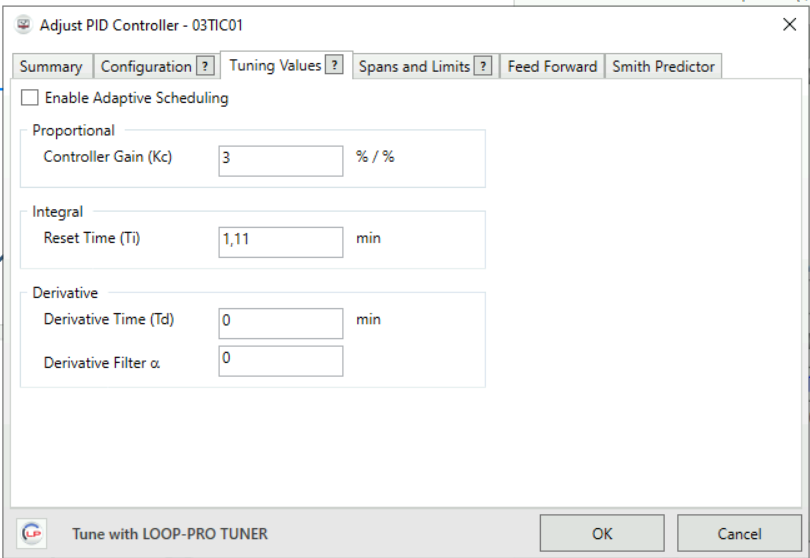 Adjust PID Controller - 03TIC01
Summary Configuration ? Tuning Values ? Spans and Limits ? Feed Forward Smith Predictor
Enable Adaptive Scheduling
Proportional
Controller Gain (Kc) 3 % / %
Integral
Reset Time (Ti) 1,11 min
Derivative
Derivative Time (Td) 0 min
Derivative Filter α 0
LP Tune with LOOP-PRO TUNER OK Cancel